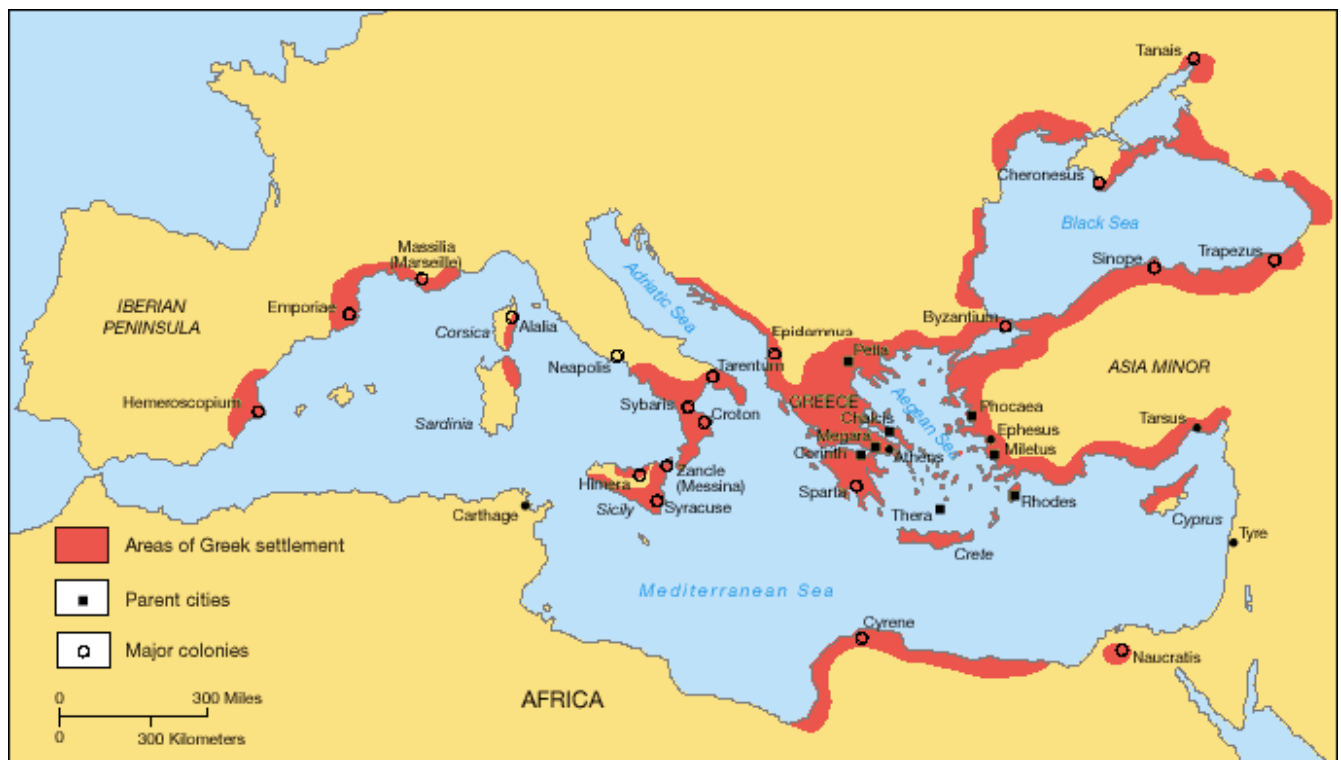 Tanais
Cheronesus
Black Sea
Massilia
(Marseille)
Sinope
Trapezus
Adriatic Sea
IBERIAN
PENINSULA
Emporiae
Corsica
Alalia
Byzantium
Epidamnus
Neapolis
Tarentum
Pella
ASIA MINOR
Hemeroscopium
Sardinia
Sybaris
Croton
GREECE
Aegean Sea
Chalcis
Phocaea
Tarsus
Ephesus
Megara
Miletus
Corinth
Athens
Himera
Zancle
(Messina)
Sparta
Sicily
Syracuse
Rhodes
Thera
Carthage
Cyprus
Tyre
Crete
Areas of Greek settlement
Mediterranean Sea
Parent cities
Cyrene
Major colonies
Naucratis
0 300 Miles
AFRICA
0 300 Kilometers